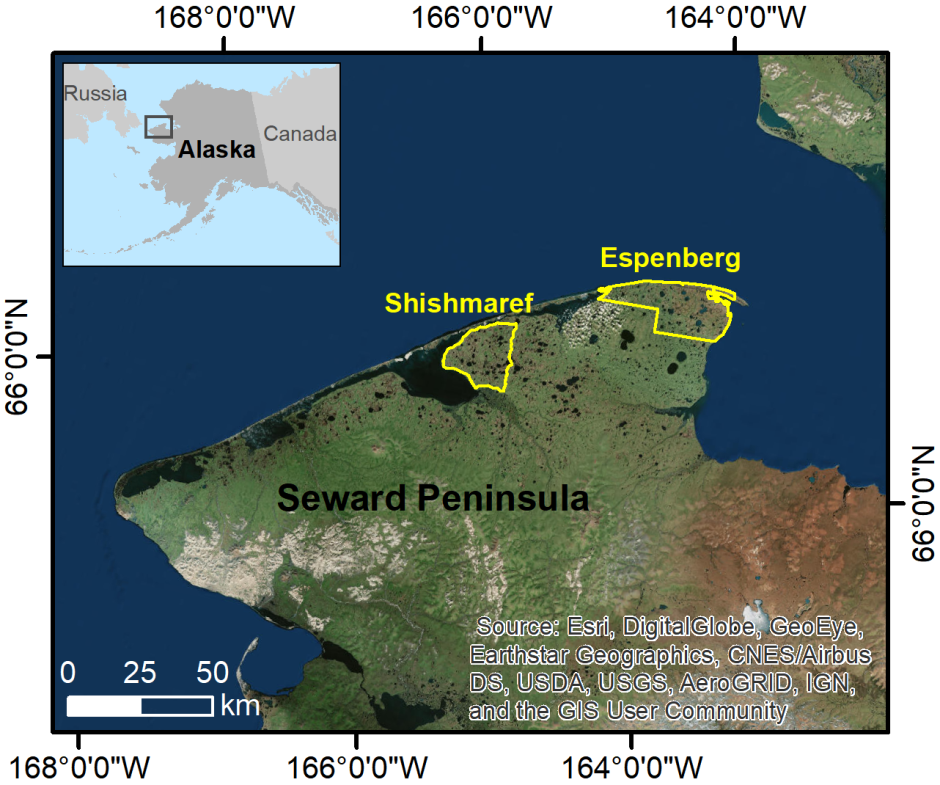 168°0'0"W 166°0'0"W 164°0'0"W
Russia
Canada
Alaska
Espenberg
Shishmaref
66°0'0"N
Seward Peninsula
66°0'0"N
Source: Esri, DigitalGlobe, GeoEye,
Earthstar Geographics, CNES/Airbus
DS, USDA, USGS, AeroGRID, IGN,
and the GIS User Community
0 25 50
km
168°0'0"W 166°0'0"W 164°0'0"W